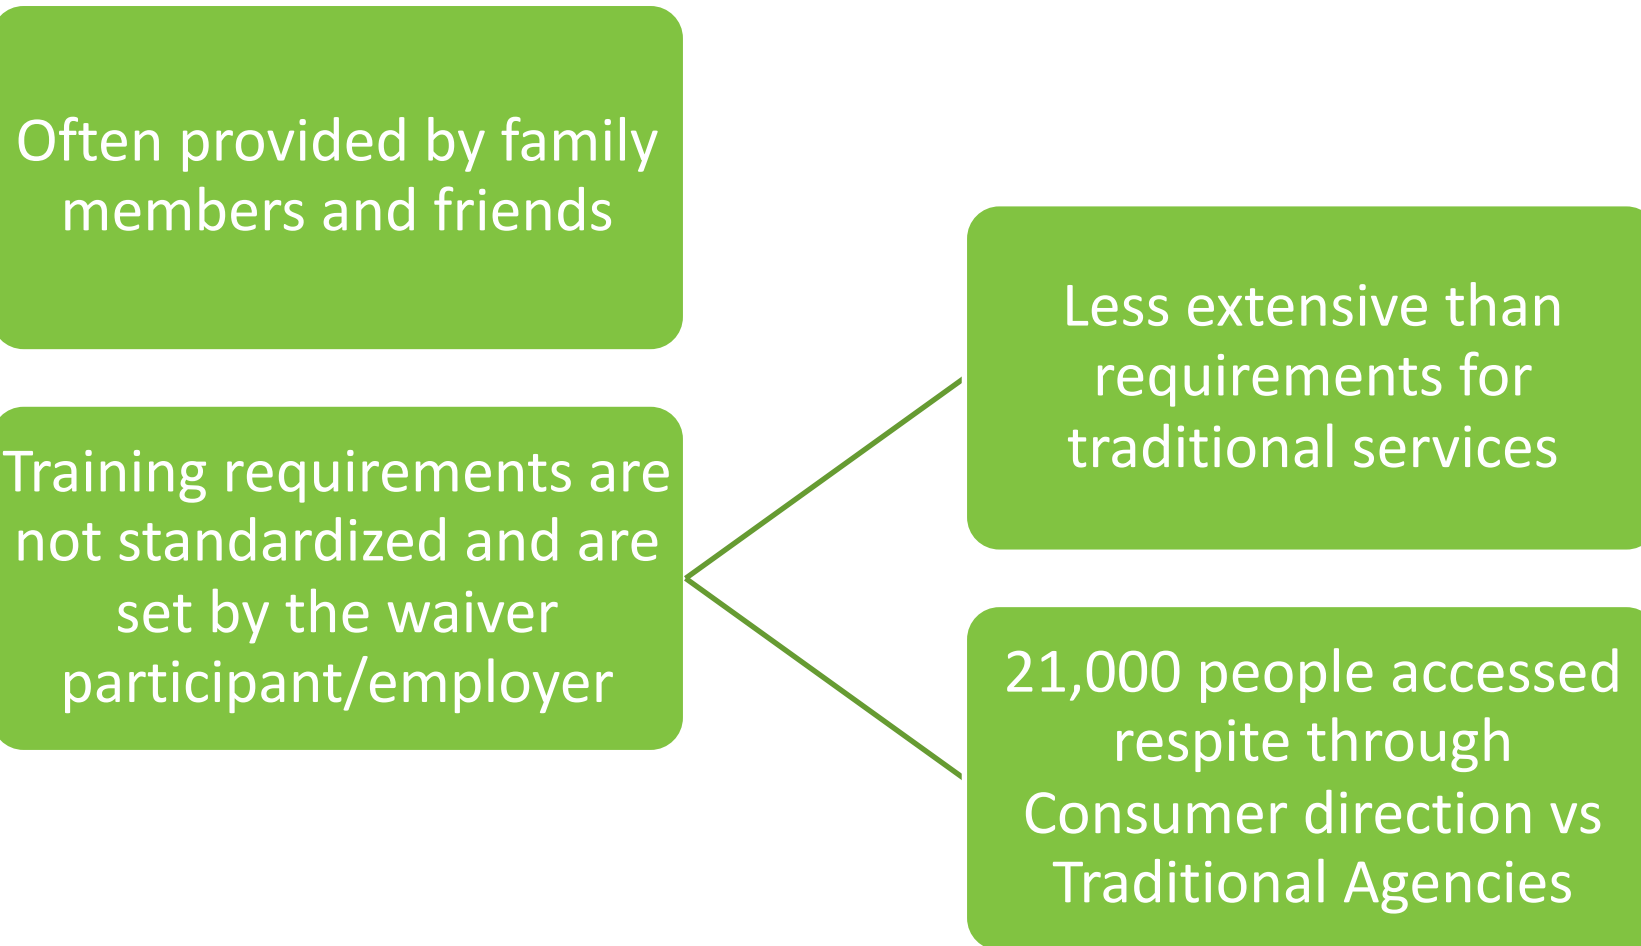 Often provided by family
members and friends
Training requirements are
not standardized and are
set by the waiver
participant/employer
Less extensive than
requirements for
traditional services
21,000 people accessed
respite through
Consumer direction vs
Traditional Agencies